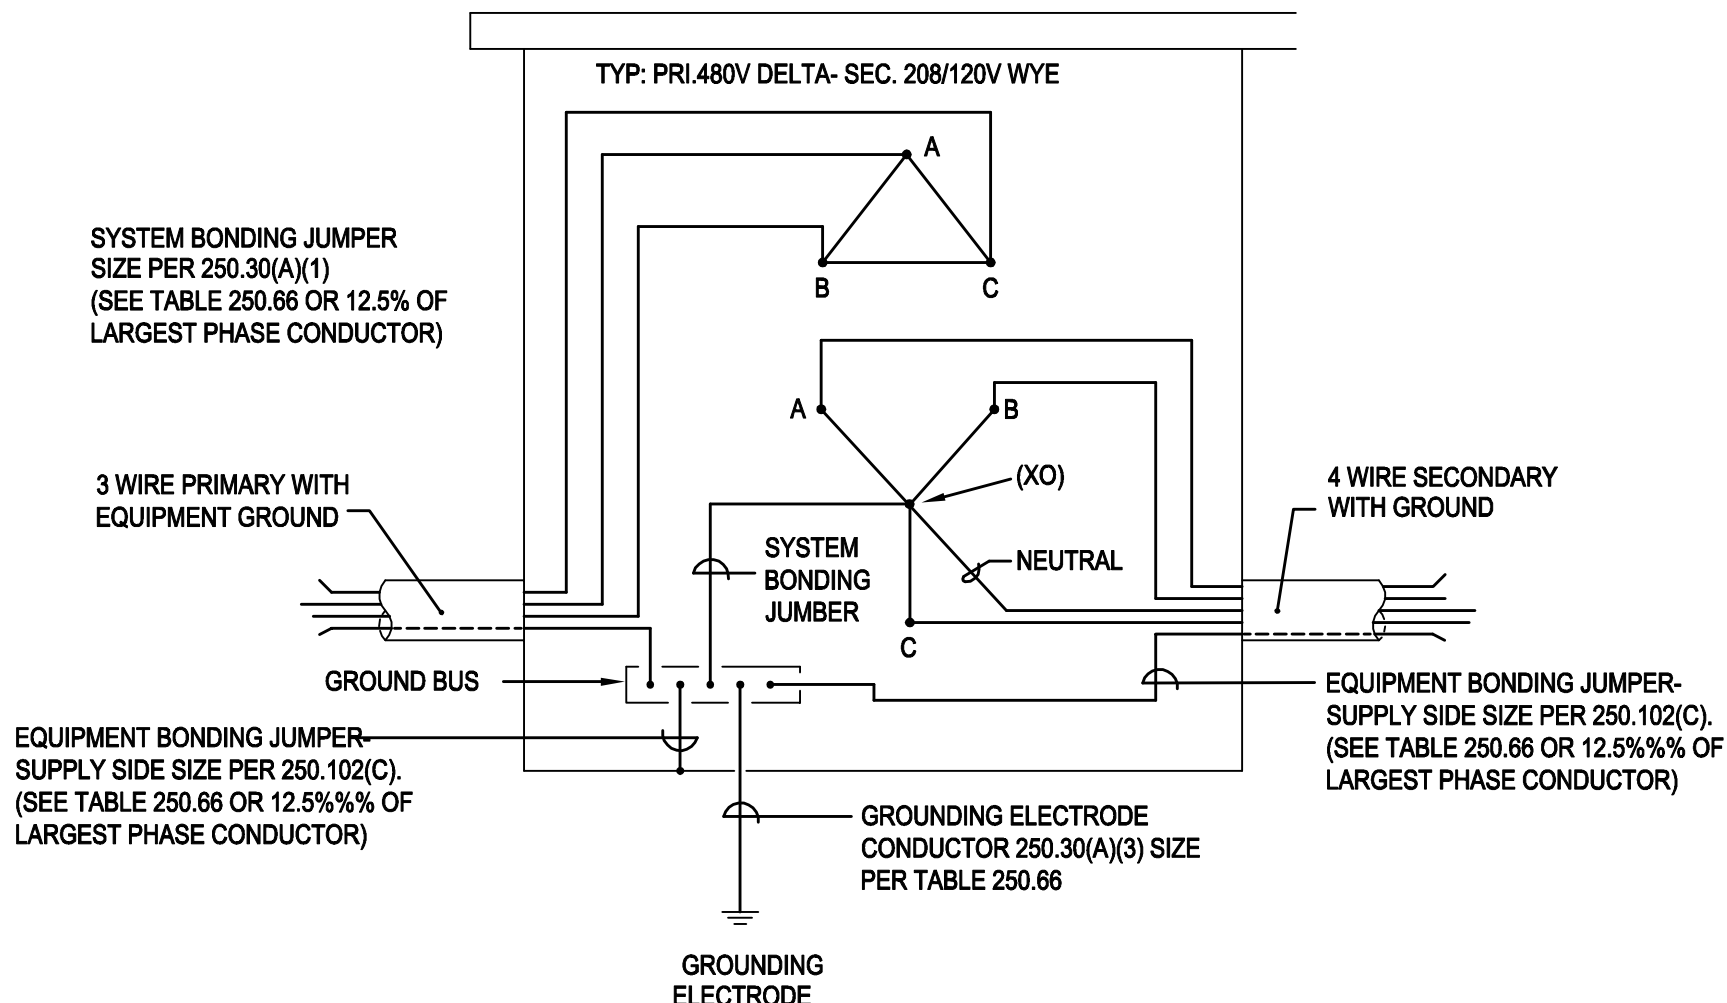 TYP: PRI.480V DELTA- SEC. 208/120V WYE
A
B
C
SYSTEM BONDING JUMPER
SIZE PER 250.30(A)(1)
(SEE TABLE 250.66 OR 12.5% OF
LARGEST PHASE CONDUCTOR)
A
B
(XO)
3 WIRE PRIMARY WITH
EQUIPMENT GROUND
4 WIRE SECONDARY
WITH GROUND
SYSTEM
BONDING
JUMBER
NEUTRAL
C
GROUND BUS
EQUIPMENT BONDING JUMPER-
SUPPLY SIDE SIZE PER 250.102(C).
(SEE TABLE 250.66 OR 12.5%%% OF
LARGEST PHASE CONDUCTOR)
EQUIPMENT BONDING JUMPER-
SUPPLY SIDE SIZE PER 250.102(C).
(SEE TABLE 250.66 OR 12.5%%% OF
LARGEST PHASE CONDUCTOR)
GROUNDING ELECTRODE
CONDUCTOR 250.30(A)(3) SIZE
PER TABLE 250.66
GROUNDING
ELECTRODE